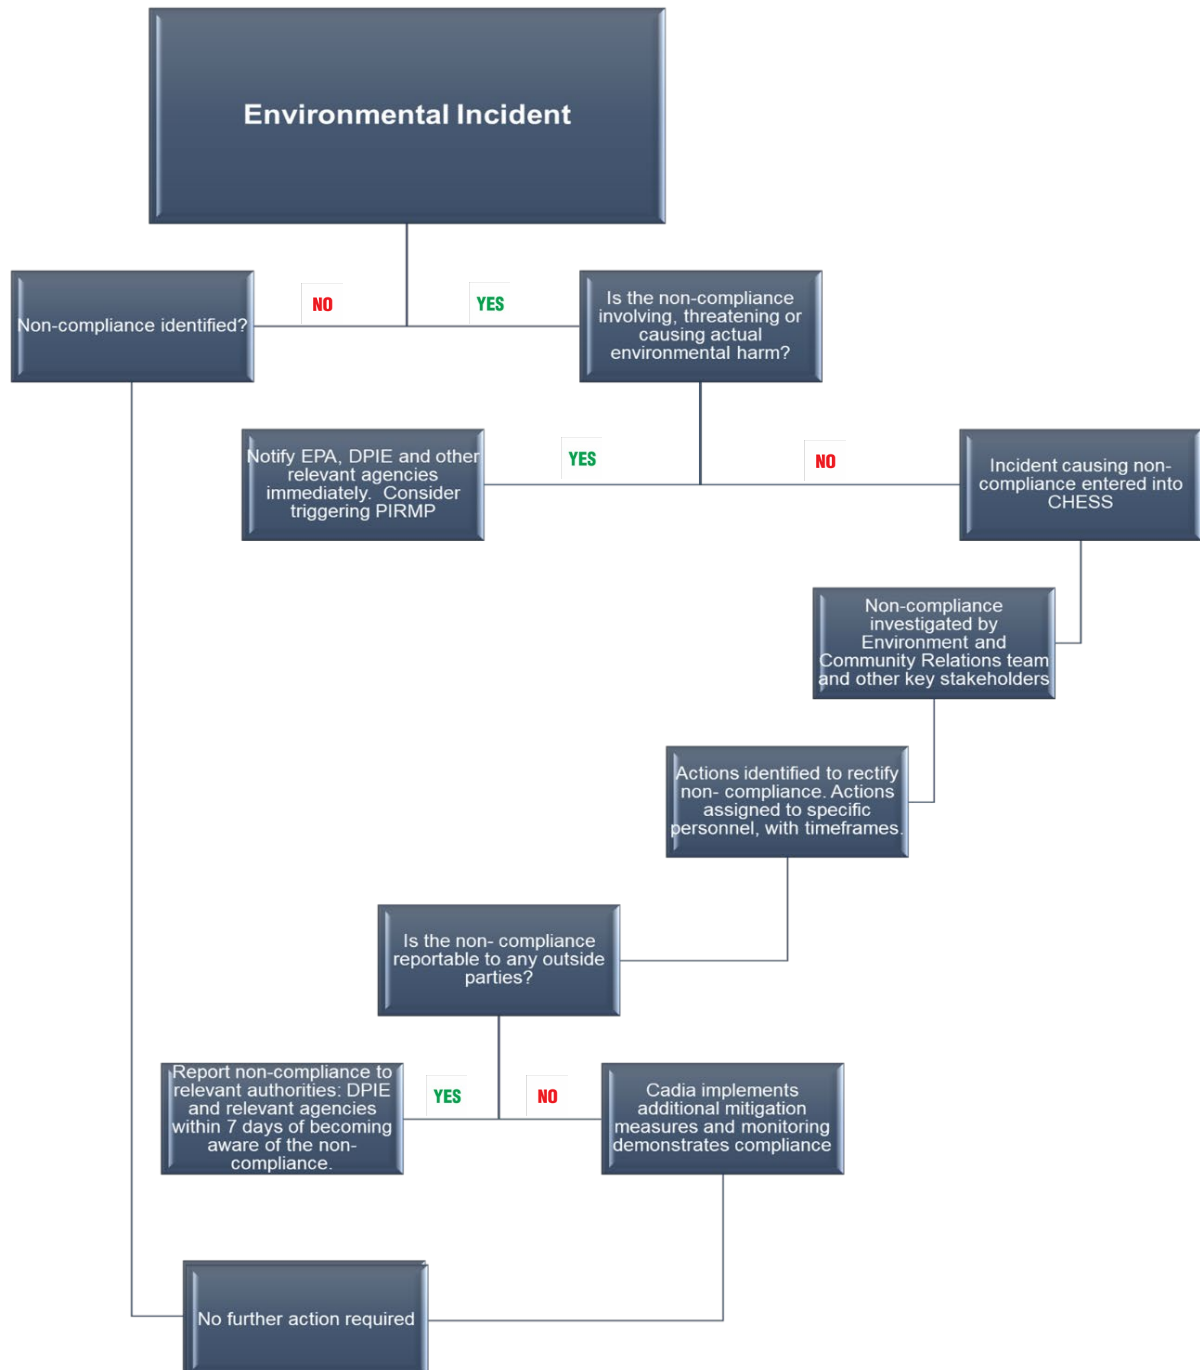 Environmental Incident
Non-compliance identified?
NO
YES
Is the non-compliance
involving, threatening or
causing actual
environmental harm?
Notify EPA, DPIE and other
relevant agencies
immediately.  Consider
triggering PIRMP
YES
NO
Incident causing non-
compliance entered into
CHESS
Non-compliance
investigated by
Environment and
Community Relations team
and other key stakeholders
Actions identified to rectify
non- compliance. Actions
assigned to specific
personnel, with timeframes.
Is the non- compliance
reportable to any outside
parties?
Report non-compliance to
relevant authorities: DPIE
and relevant agencies
within 7 days of becoming
aware of the non-
compliance.
YES
NO
Cadia implements
additional mitigation
measures and monitoring
demonstrates compliance
No further action required